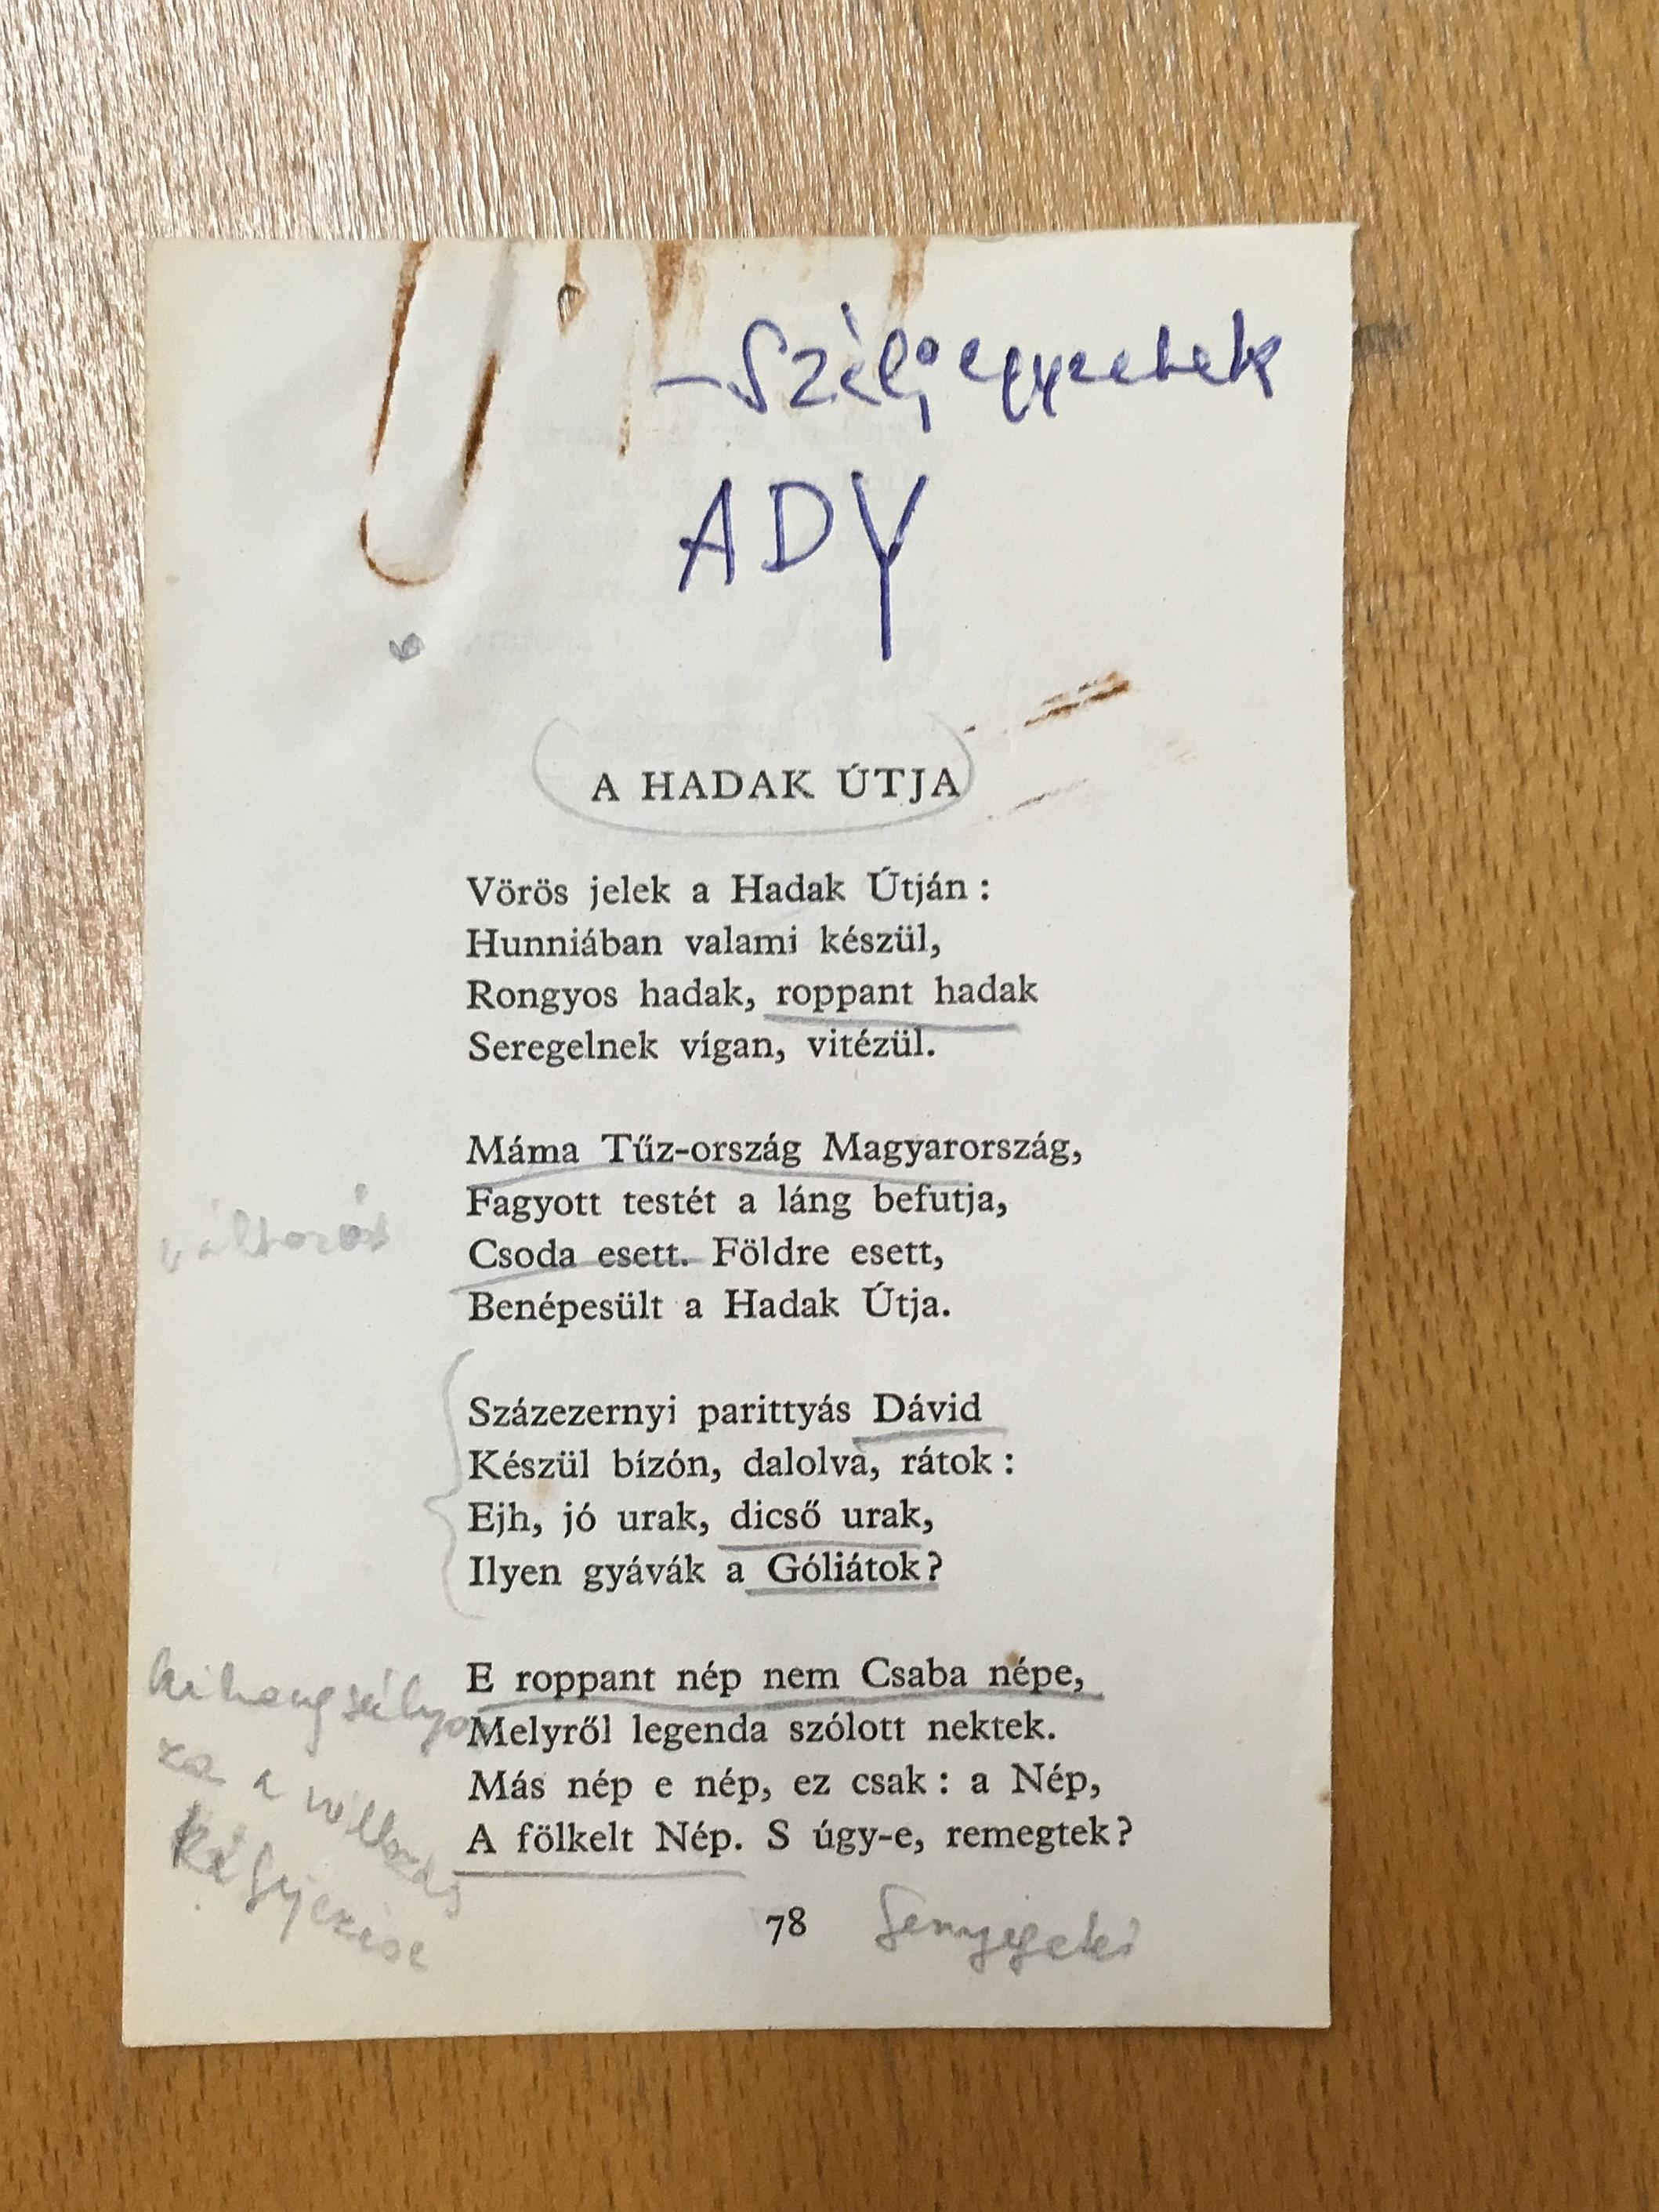 – Széljegyzetek
ADY
A HADAK ÚTJA
Vörös jelek a Hadak Útján :
Hunniában valami készül,
Rongyos hadak, roppant hadak
Seregelnek vígan, vitézül.
Máma Tűz-ország Magyarország,
Fagyott testét a láng befutja,
változás
Csoda esett. Földre esett,
Benépesült a Hadak Útja.
Százezernyi parittyás Dávid
Készül bízón, dalolva, rátok :
Ejh, jó urak, dicső urak,
Ilyen gyávák a Góliátok?
E roppant nép nem Csaba népe,
Melyről legenda szólott nektek.
Más nép e nép, ez csak : a Nép,
A fölkelt Nép. S úgy-e, remegtek?
kihangsúlyo
za a
78